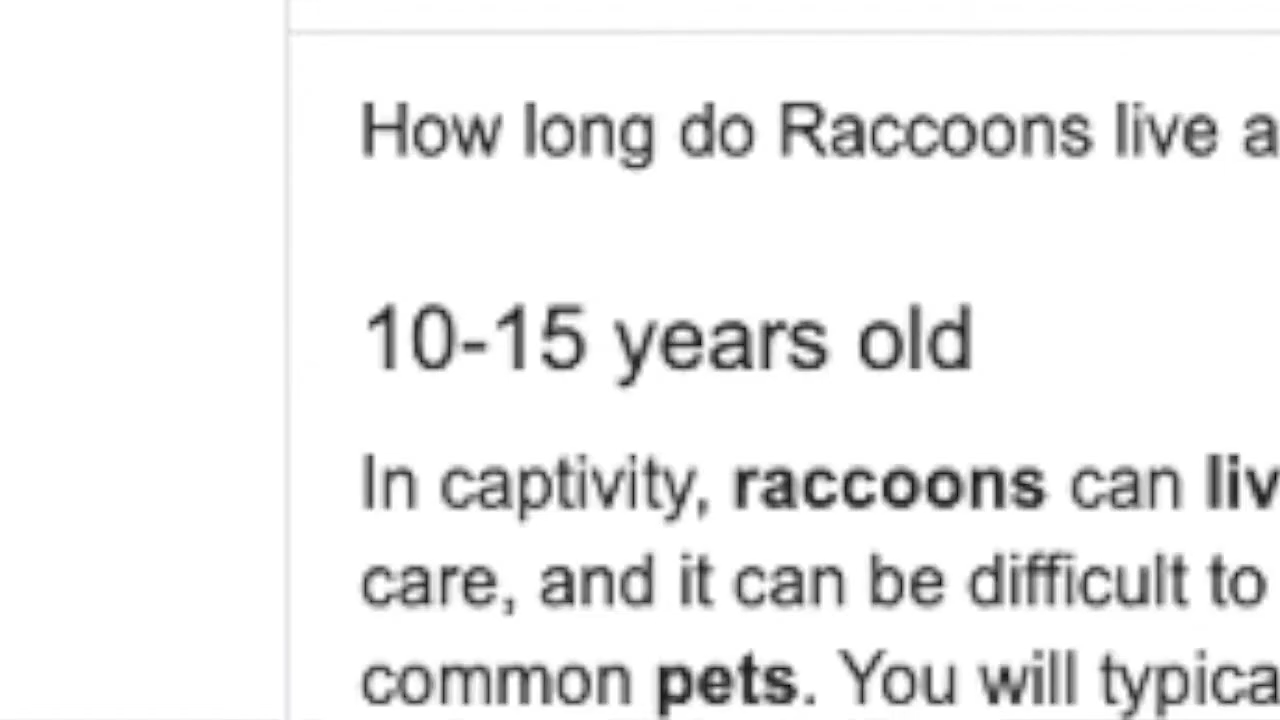 How long do Raccoons live a
10-15 years old
In captivity, raccoons can liv
care, and it can be difficult to
common pets. You will typica